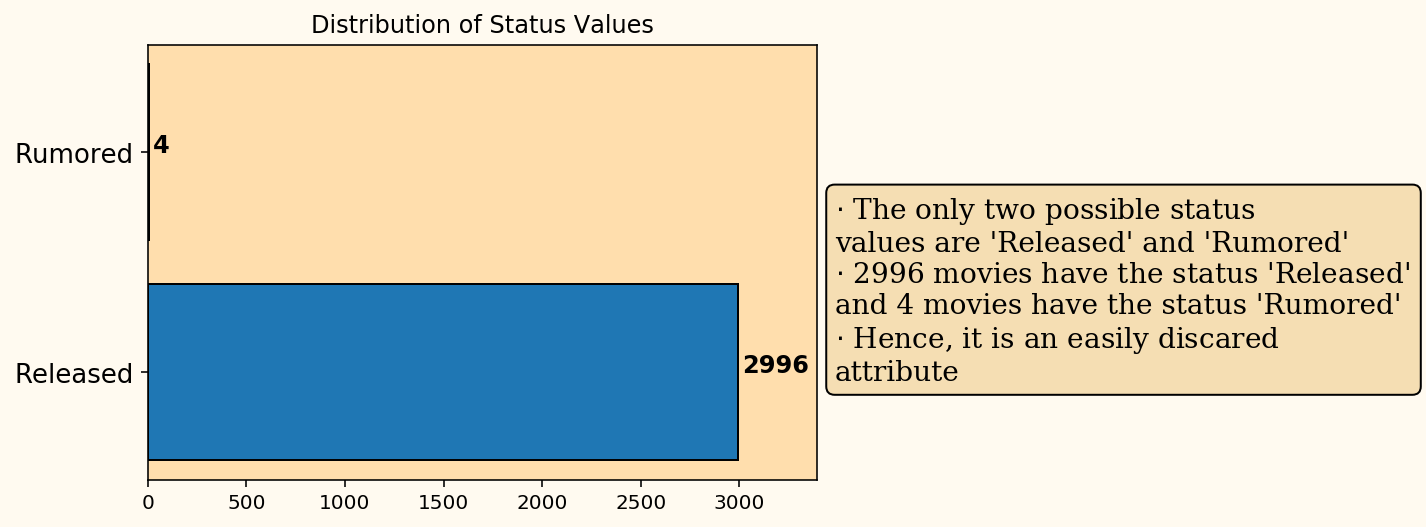 Distribution of Status Values
Rumored
4
Released
2996
0 500 1000 1500 2000 2500 3000
· The only two possible status
values are 'Released' and 'Rumored'
· 2996 movies have the status 'Released'
and 4 movies have the status 'Rumored'
· Hence, it is an easily discared
attribute